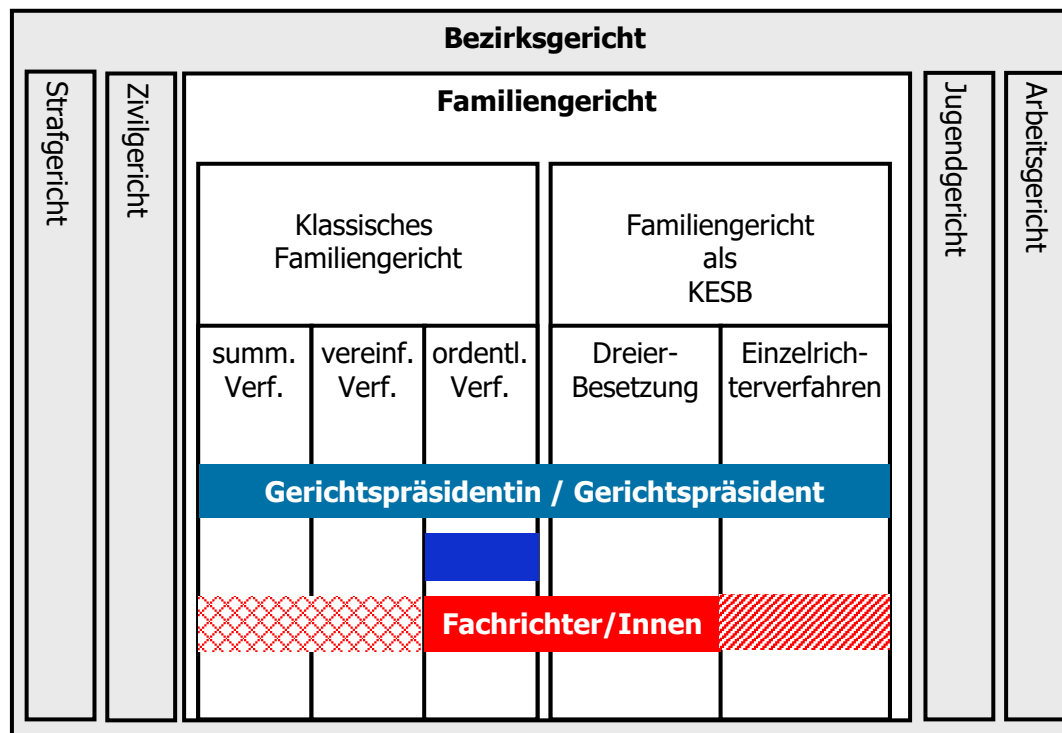 Bezirksgericht
Strafgericht
Zivilgericht
Familiengericht
Jugendgericht
Arbeitsgericht
Klassisches
Familiengericht
Familiengericht
als
KESB
summ.
Verf.
vereinf.
Verf.
ordentl.
Verf.
Dreier-
Besetzung
Einzelrich-
terverfahren
Gerichtspräsidentin / Gerichtspräsident
Fachrichter/Innen